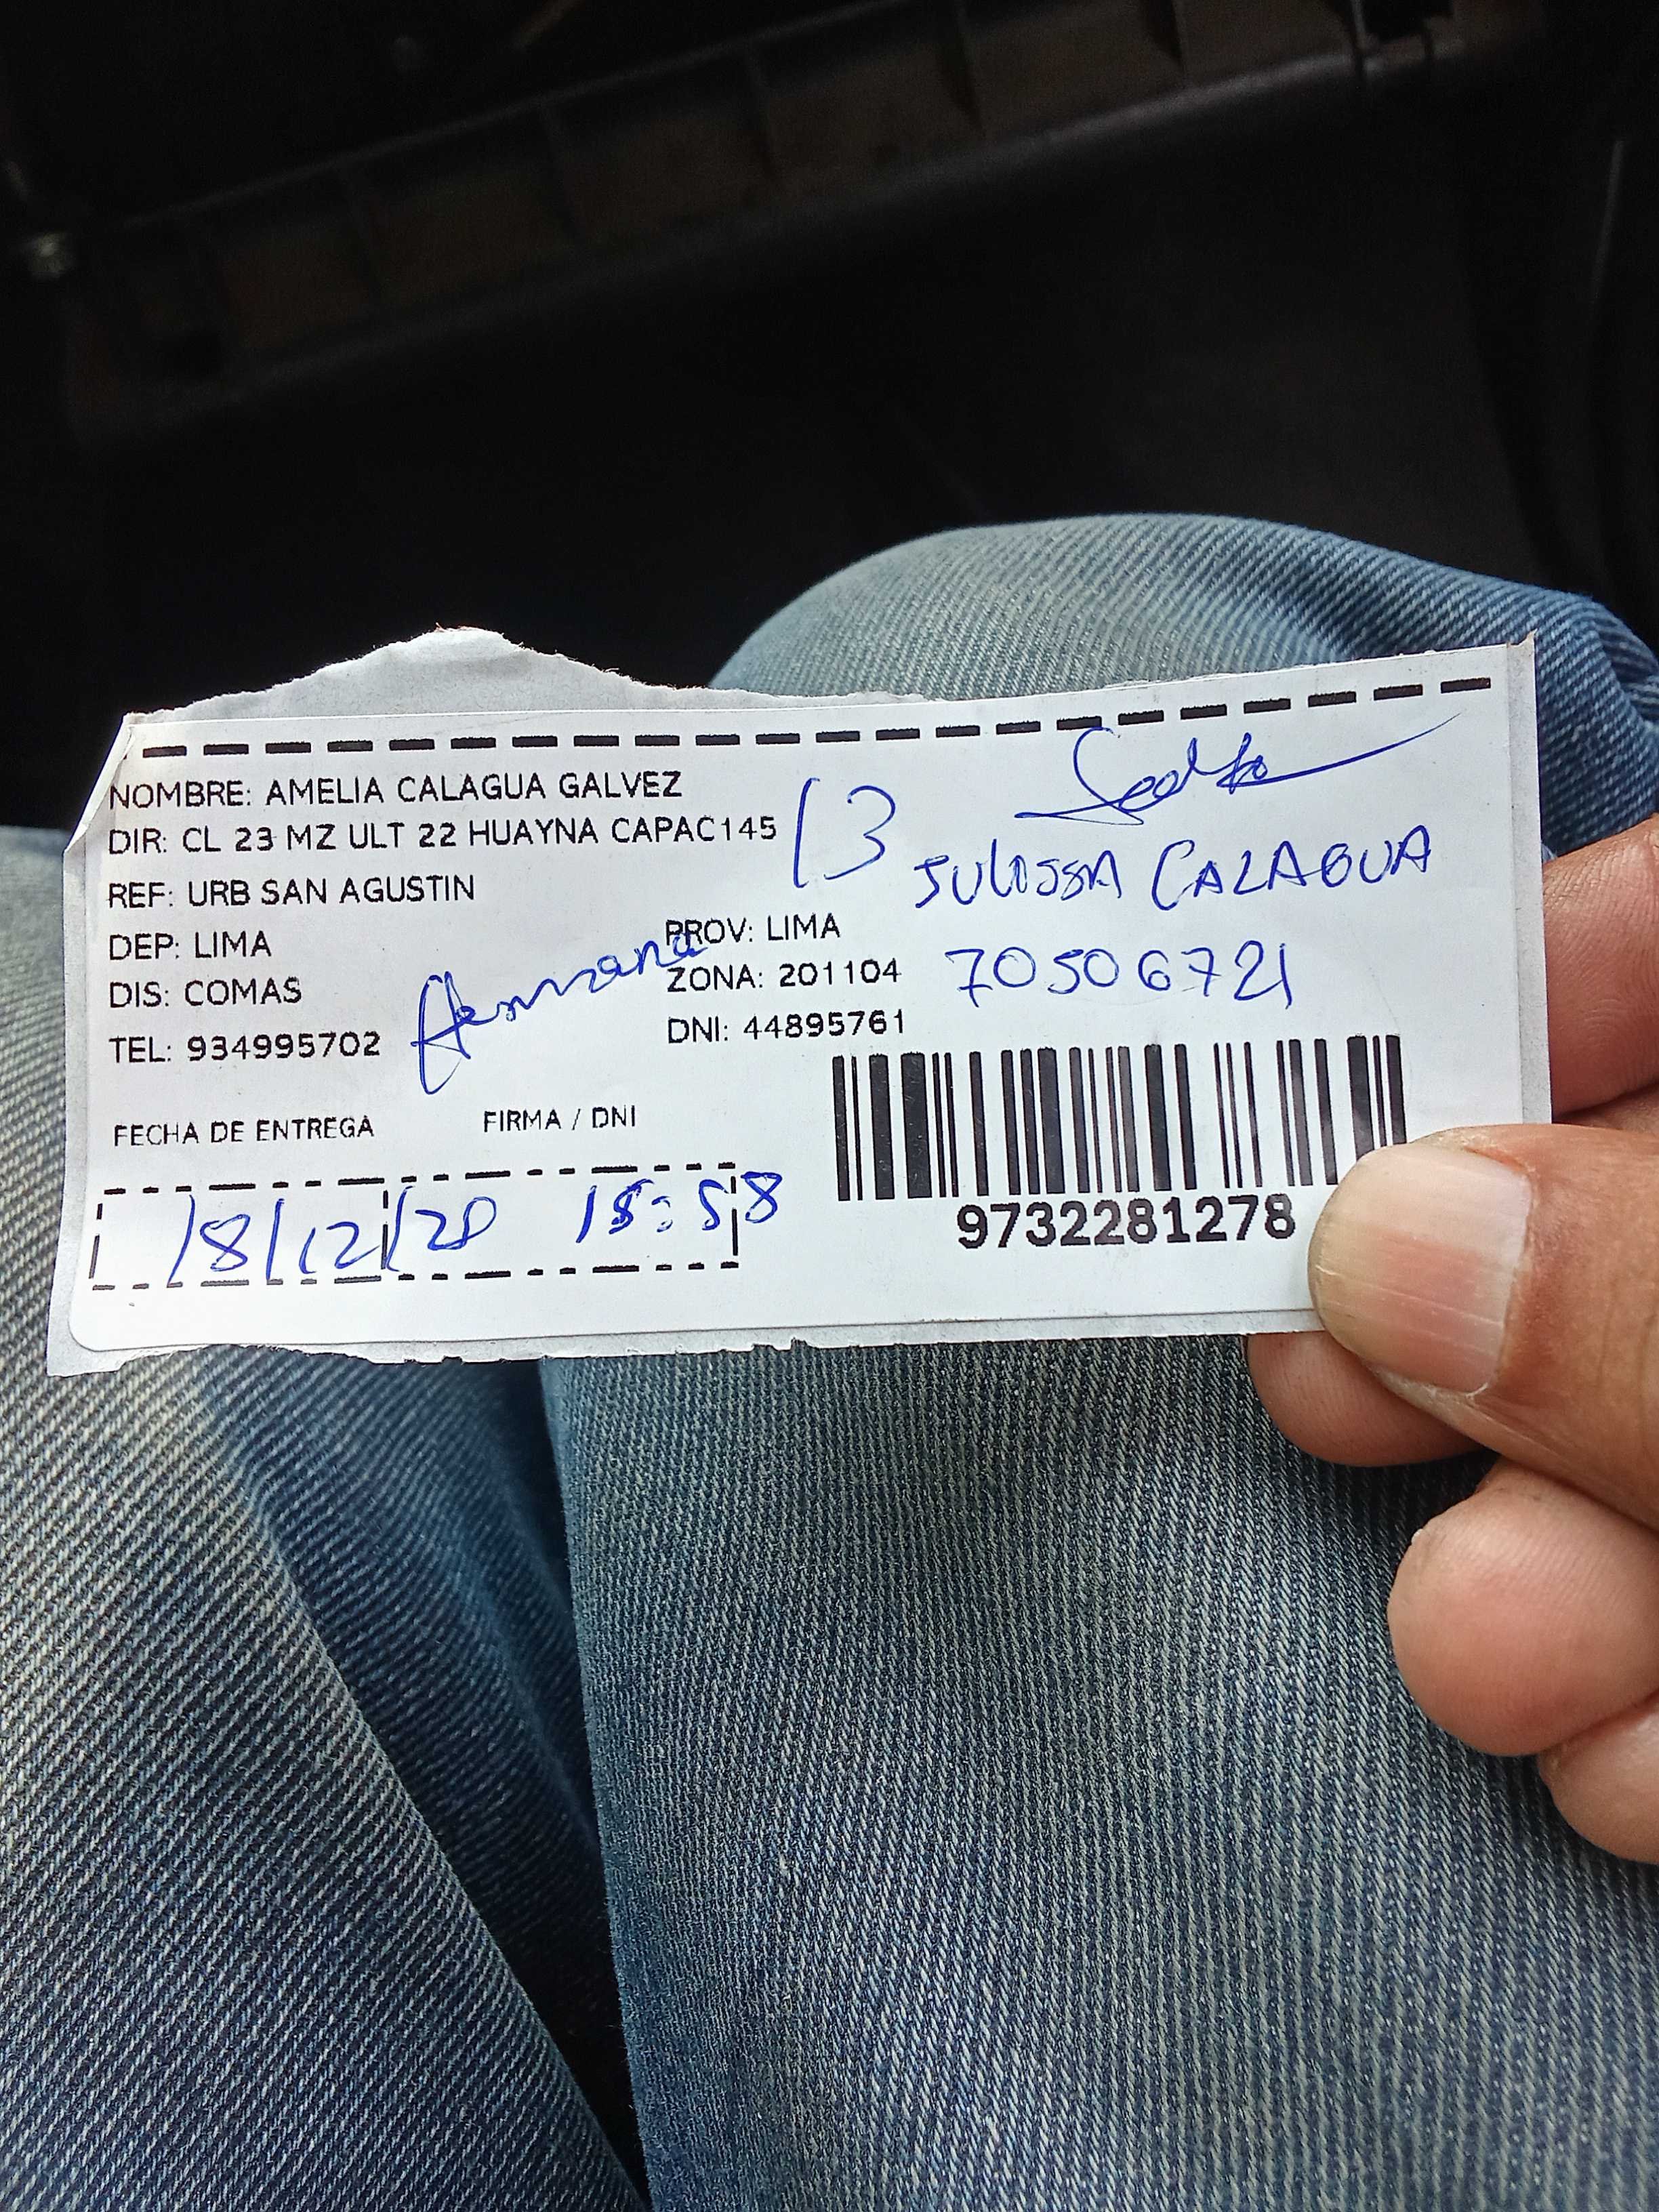 NOMBRE: AMELIA CALAGUA GALVEZ
DIR: CL 23 MZ ULT 22 HUAYNA CAPAC145
13
REF: URB SAN AGUSTIN
JULISSA CALAGUA
DEP: LIMA
PROV: LIMA
DIS: COMAS
ZONA: 201104
70506721
TEL: 934995702
Hermana
DNI: 44895761
FECHA DE ENTREGA
FIRMA / DNI
18/12/20 15:58
9732281278